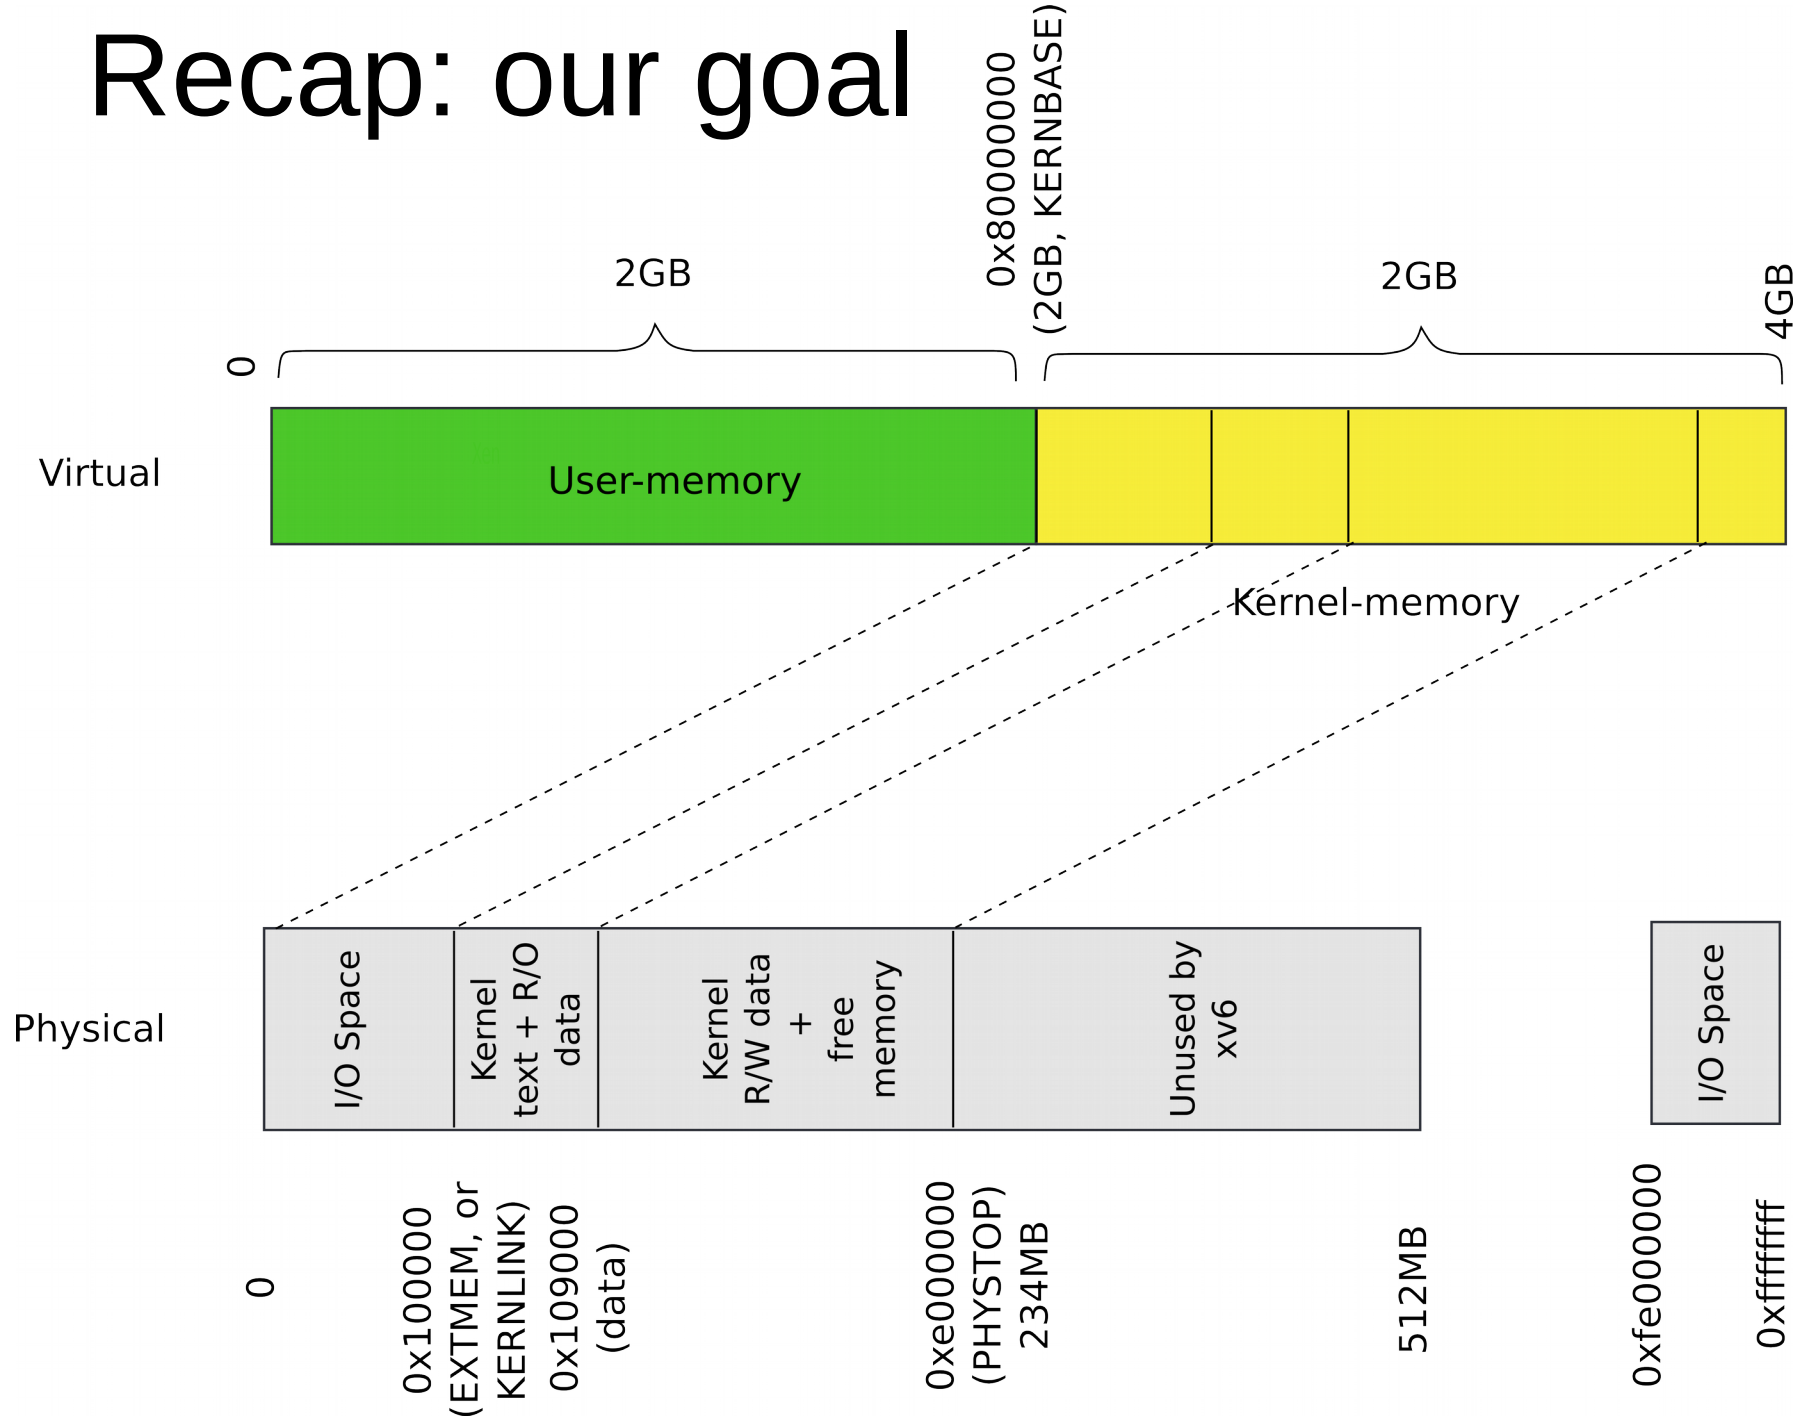 Recap: our goal
0x80000000
(2GB, KERNBASE)
2GB
2GB
4GB
0
Virtual
User-memory
Kernel-memory
Physical
I/O Space
Kernel
text + R/O
data
Kernel
R/W data
+
free
memory
Unused by
xv6
I/O Space
0
0x100000
(EXTMEM, or
KERNLINK)
0x109000
(data)
0xe000000
(PHYSTOP)
234MB
512MB
0xfe000000
0xffffffff